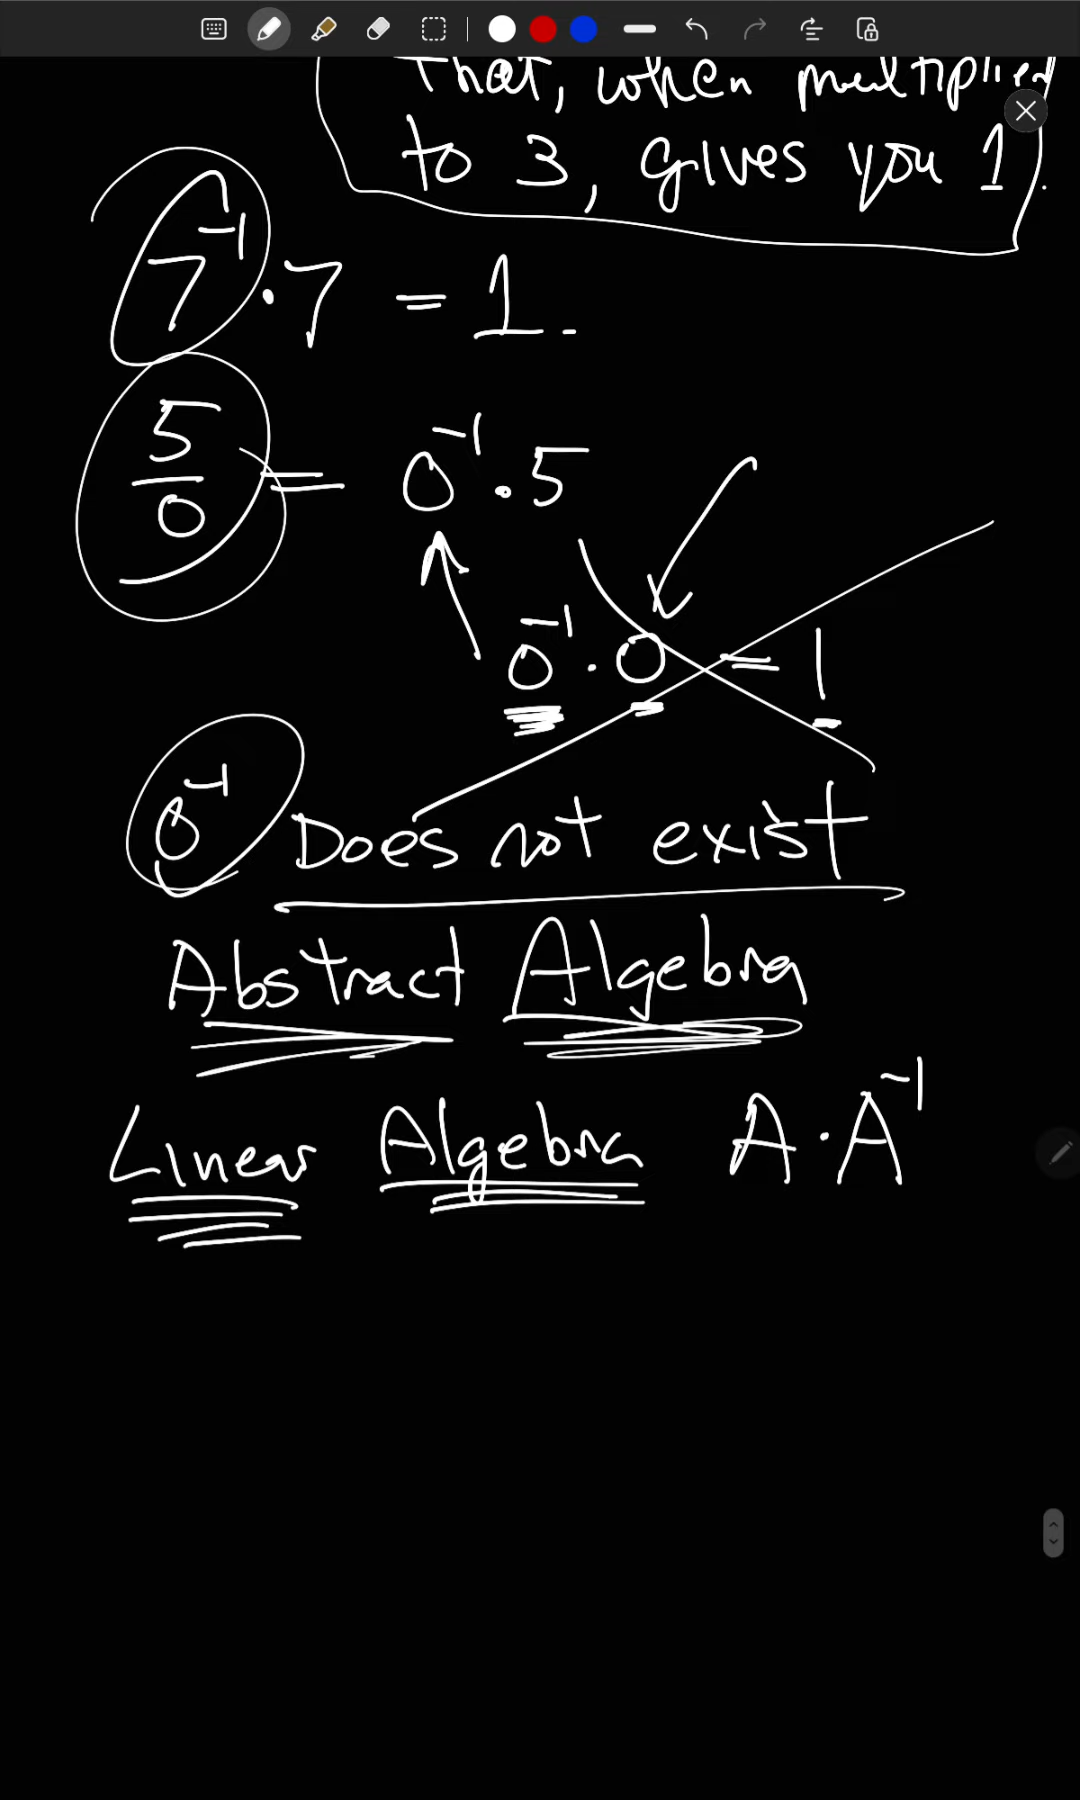 that, when multiplied
to 3, gives you 1.
7⁻¹ · 7 = 1.
5/0 = 0⁻¹ · 5
0⁻¹ · 0 = 1
0⁻¹ Does not exist
Abstract Algebra
Linear Algebra A · A⁻¹